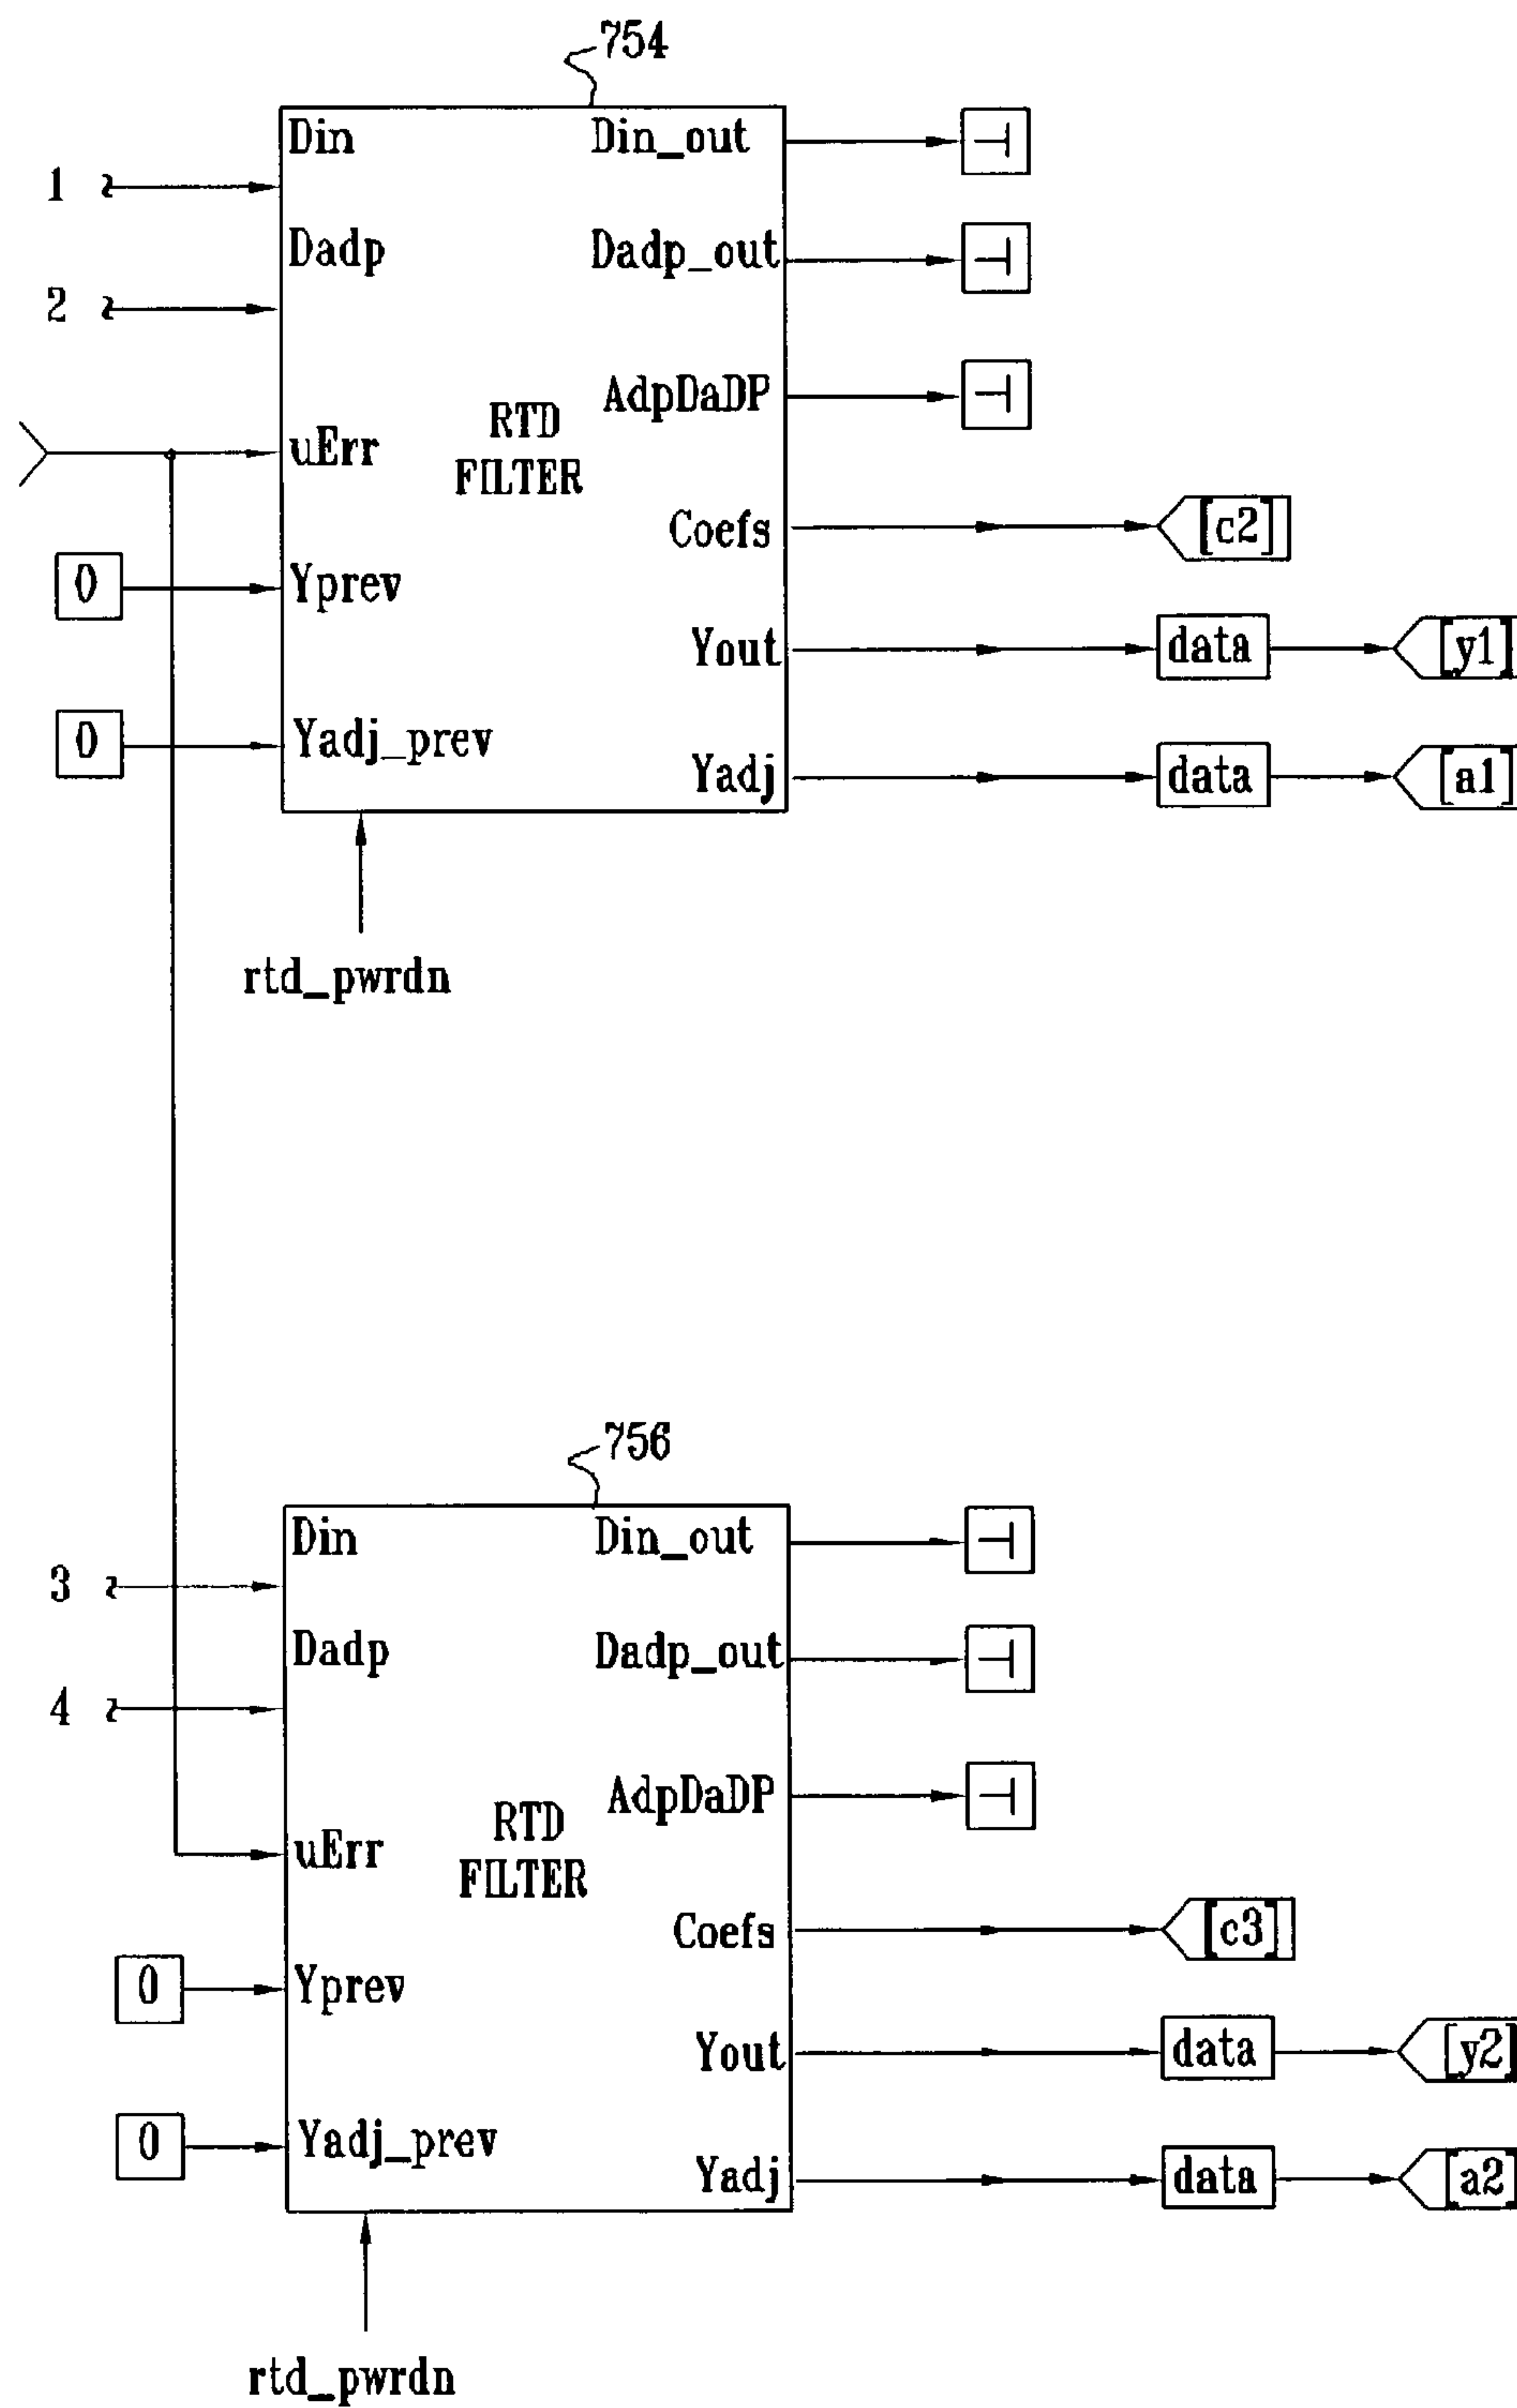 754
Din Din_out
1
Dadp Dadp_out
2
AdpDaDP
RTD
FILTER
uErr
Coefs [c2]
0 Yprev
Yout data [y1]
0 Yadj_prev
Yadj data [a1]
rtd_pwrdn
756
Din Din_out
3
Dadp Dadp_out
4
AdpDaDP
RTD
FILTER
uErr
Coefs [c3]
0 Yprev
Yout data [y2]
0 Yadj_prev
Yadj data [a2]
rtd_pwrdn